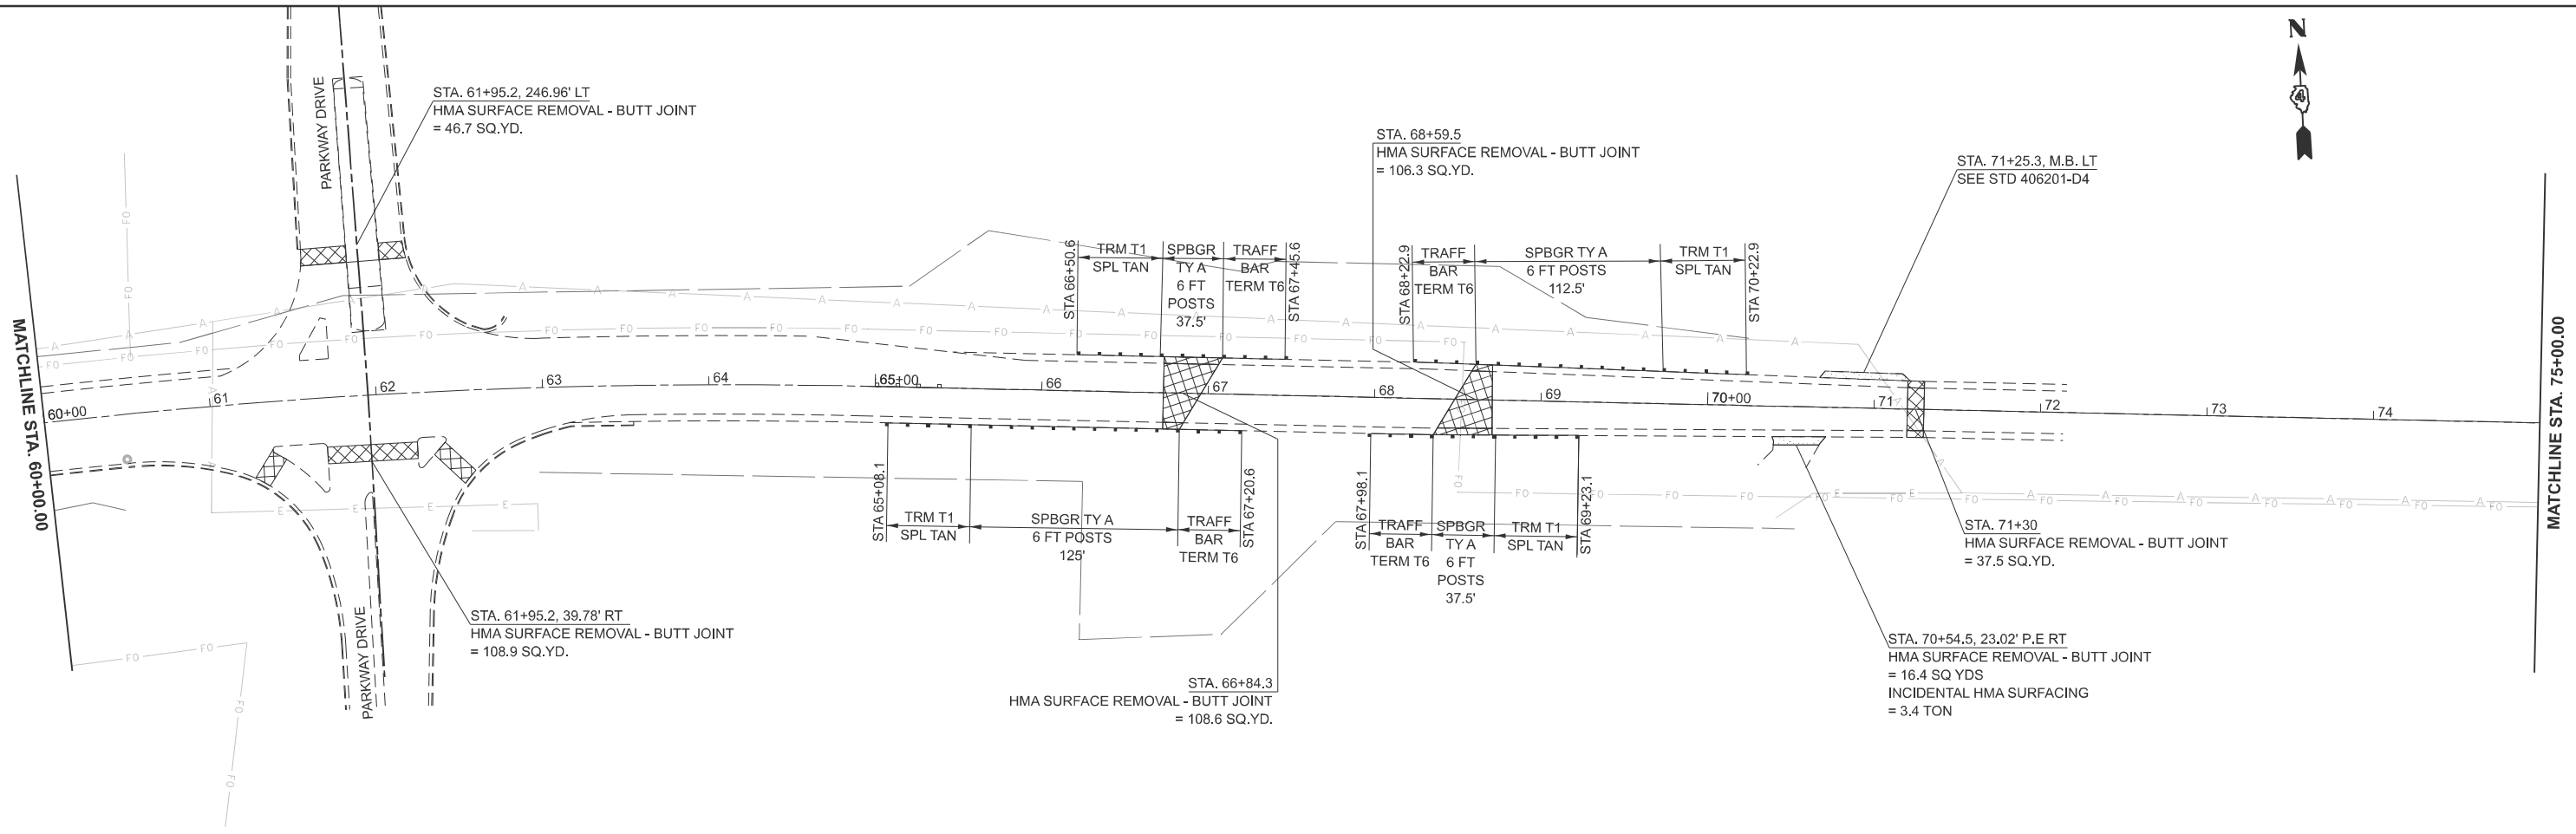 N
4
STA. 61+95.2, 246.96' LT
HMA SURFACE REMOVAL - BUTT JOINT
= 46.7 SQ.YD.
PARKWAY DRIVE
STA. 68+59.5
HMA SURFACE REMOVAL - BUTT JOINT
= 106.3 SQ.YD.
STA. 71+25.3, M.B. LT
SEE STD 406201-D4
STA 66+50.6
TRM T1
SPL TAN
SPBGR
TY A
6 FT
POSTS
37.5'
TRAFF
BAR
TERM T6
STA 67+45.6
STA 68+22.9
TRAFF
BAR
TERM T6
SPBGR TY A
6 FT POSTS
112.5'
TRM T1
SPL TAN
STA 70+22.9
MATCHLINE STA. 60+00.00
MATCHLINE STA. 75+00.00
60+00
61
62
63
64
65+00
66
67
68
69
70+00
71
72
73
74
STA 65+08.1
TRM T1
SPL TAN
SPBGR TY A
6 FT POSTS
125'
TRAFF
BAR
TERM T6
STA 67+20.6
STA 67+98.1
TRAFF
BAR
TERM T6
SPBGR
TY A
6 FT
POSTS
37.5'
TRM T1
SPL TAN
STA 69+23.1
STA. 71+30
HMA SURFACE REMOVAL - BUTT JOINT
= 37.5 SQ.YD.
STA. 61+95.2, 39.78' RT
HMA SURFACE REMOVAL - BUTT JOINT
= 108.9 SQ.YD.
PARKWAY DRIVE
STA. 66+84.3
HMA SURFACE REMOVAL - BUTT JOINT
= 108.6 SQ.YD.
STA. 70+54.5, 23.02' P.E RT
HMA SURFACE REMOVAL - BUTT JOINT
= 16.4 SQ YDS
INCIDENTAL HMA SURFACING
= 3.4 TON